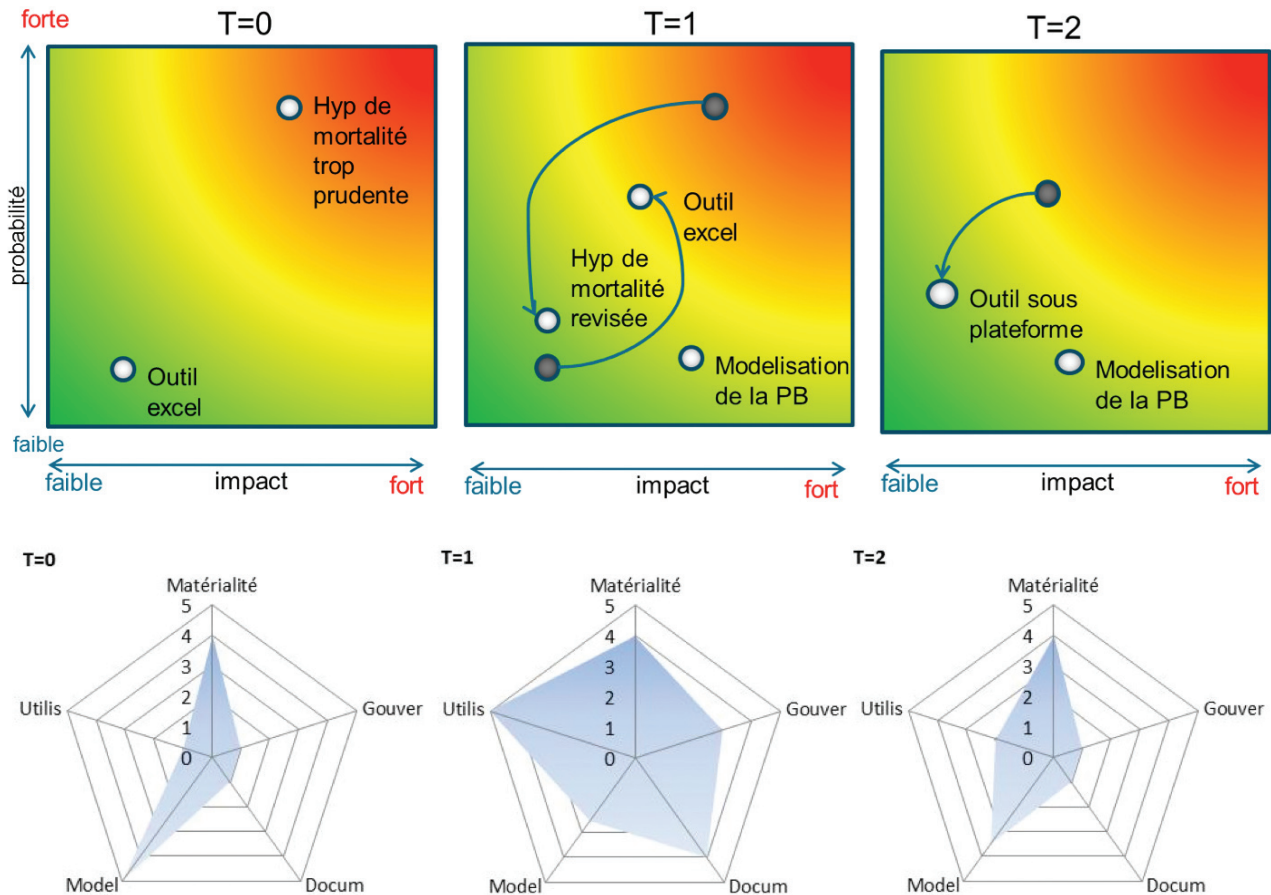 forte
T=0
T=1
T=2
probabilité
Hyp de
mortalité
trop
prudente
Outil
excel
Outil
excel
Hyp de
mortalité
revisée
Modelisation
de la PB
Outil sous
plateforme
Modelisation
de la PB
faible
faible
impact
fort
faible
impact
fort
faible
impact
fort
T=0
Matérialité
5
4
3
2
1
0
Utilis
Gouver
Model
Docum
T=1
Matérialité
5
4
3
2
1
0
Utilis
Gouver
Model
Docum
T=2
Matérialité
5
4
3
2
1
0
Utilis
Gouver
Model
Docum